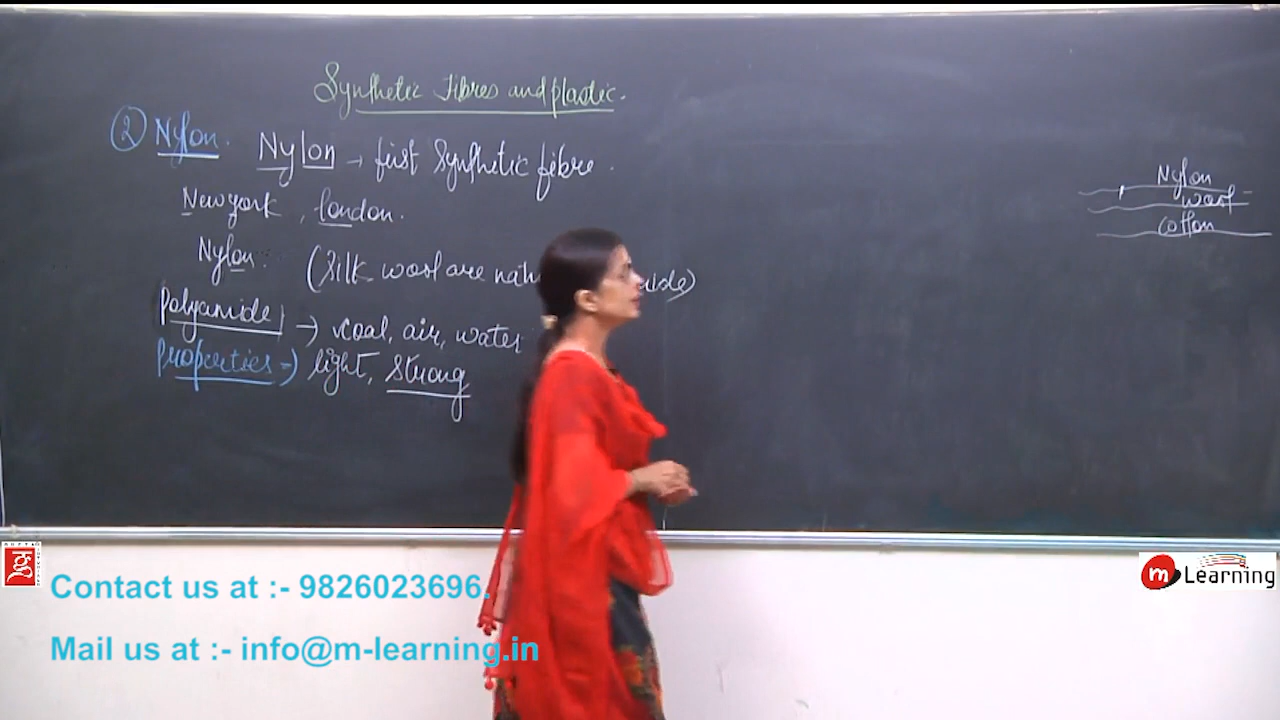 Synthetic Fibres and plastic.
② Nylon. Nylon → first Synthetic fibre.
Newyork, london.
Nylon. (Silk wool are
Polyamide → coal, air, water
Properties → light, strong
Nylon
wool
Cotton
m Learning
Contact us at :- 9826023696.
Mail us at :- info@m-learning.in